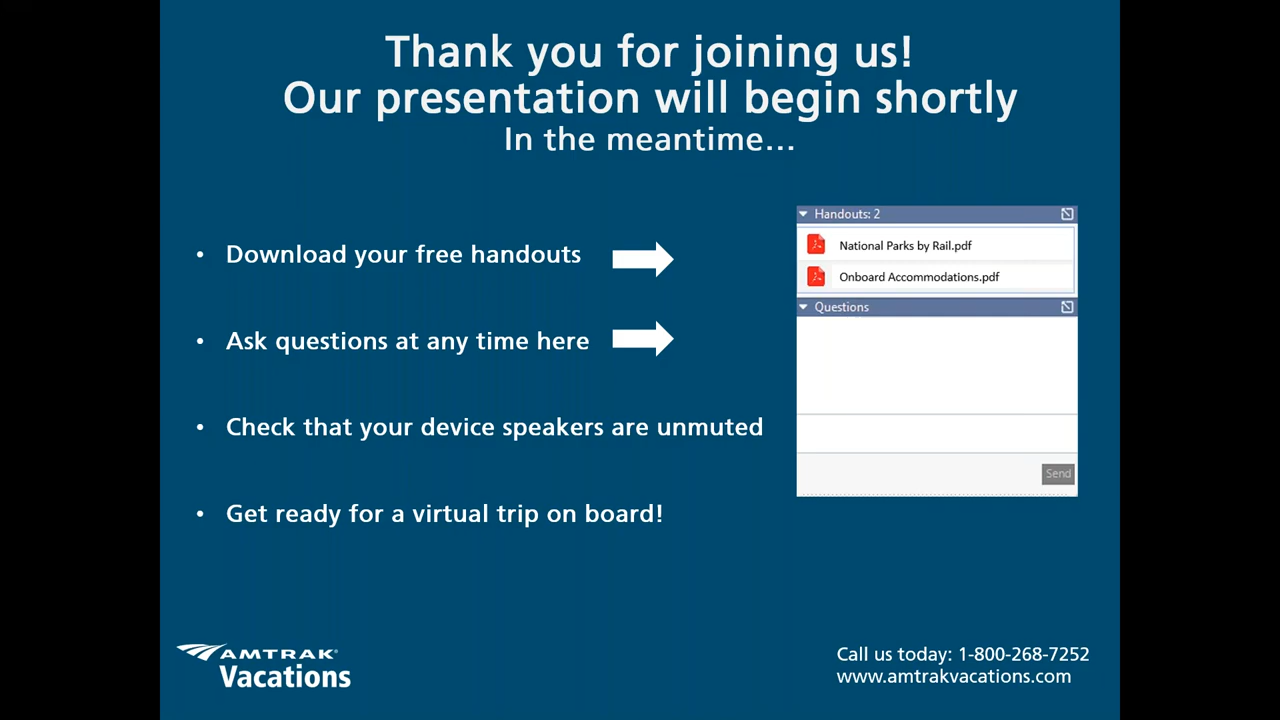 Thank you for joining us!
Our presentation will begin shortly
In the meantime...
• Download your free handouts
• Ask questions at any time here
• Check that your device speakers are unmuted
• Get ready for a virtual trip on board!
Handouts: 2
National Parks by Rail.pdf
Onboard Accommodations.pdf
Questions
Send
AMTRAK®
Vacations
Call us today: 1-800-268-7252
www.amtrakvacations.com